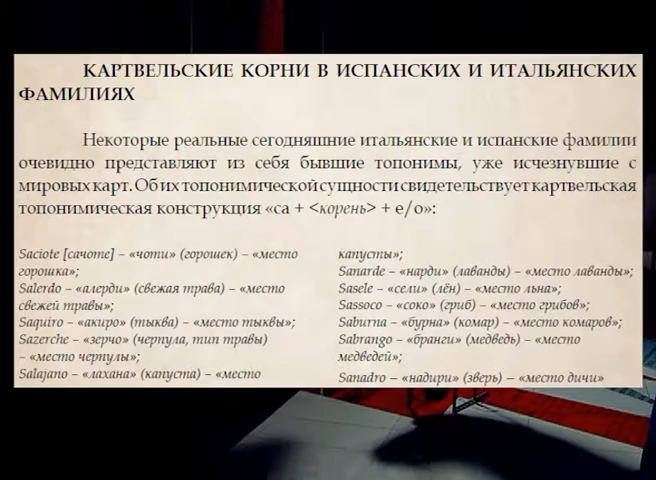 КАРТВЕЛЬСКИЕ КОРНИ В ИСПАНСКИХ И ИТАЛЬЯНСКИХ
ФАМИЛИЯХ
Некоторые реальные сегодняшние итальянские и испанские фамилии
очевидно представляют из себя бывшие топонимы, уже исчезнувшие с
мировых карт. Об их топонимической сущности свидетельствует картвельская
топонимическая конструкция «са + <корень> + е/о»:
Saciote [сачоте] – «чоти» (горошек) – «место
горошка»;
Salerdo – «алерди» (свежая трава) – «место
свежей травы»;
Saquiro – «акиро» (тыква) – «место тыквы»;
Sazerche – «зерчо» (черпула, тип травы)
– «место черпулы»;
Salajano – «лахана» (капуста) – «место
капусты»;
Sanarde – «нарди» (лаванды) – «место лаванды»;
Sasele – «сели» (лён) – «место льна»;
Sassoco – «соко» (гриб) – «место грибов»;
Saburna – «бурна» (комар) – «место комаров»;
Sabrango – «бранги» (медведь) – «место
медведей»;
Sanadro – «надири» (зверь) – «место дичи»